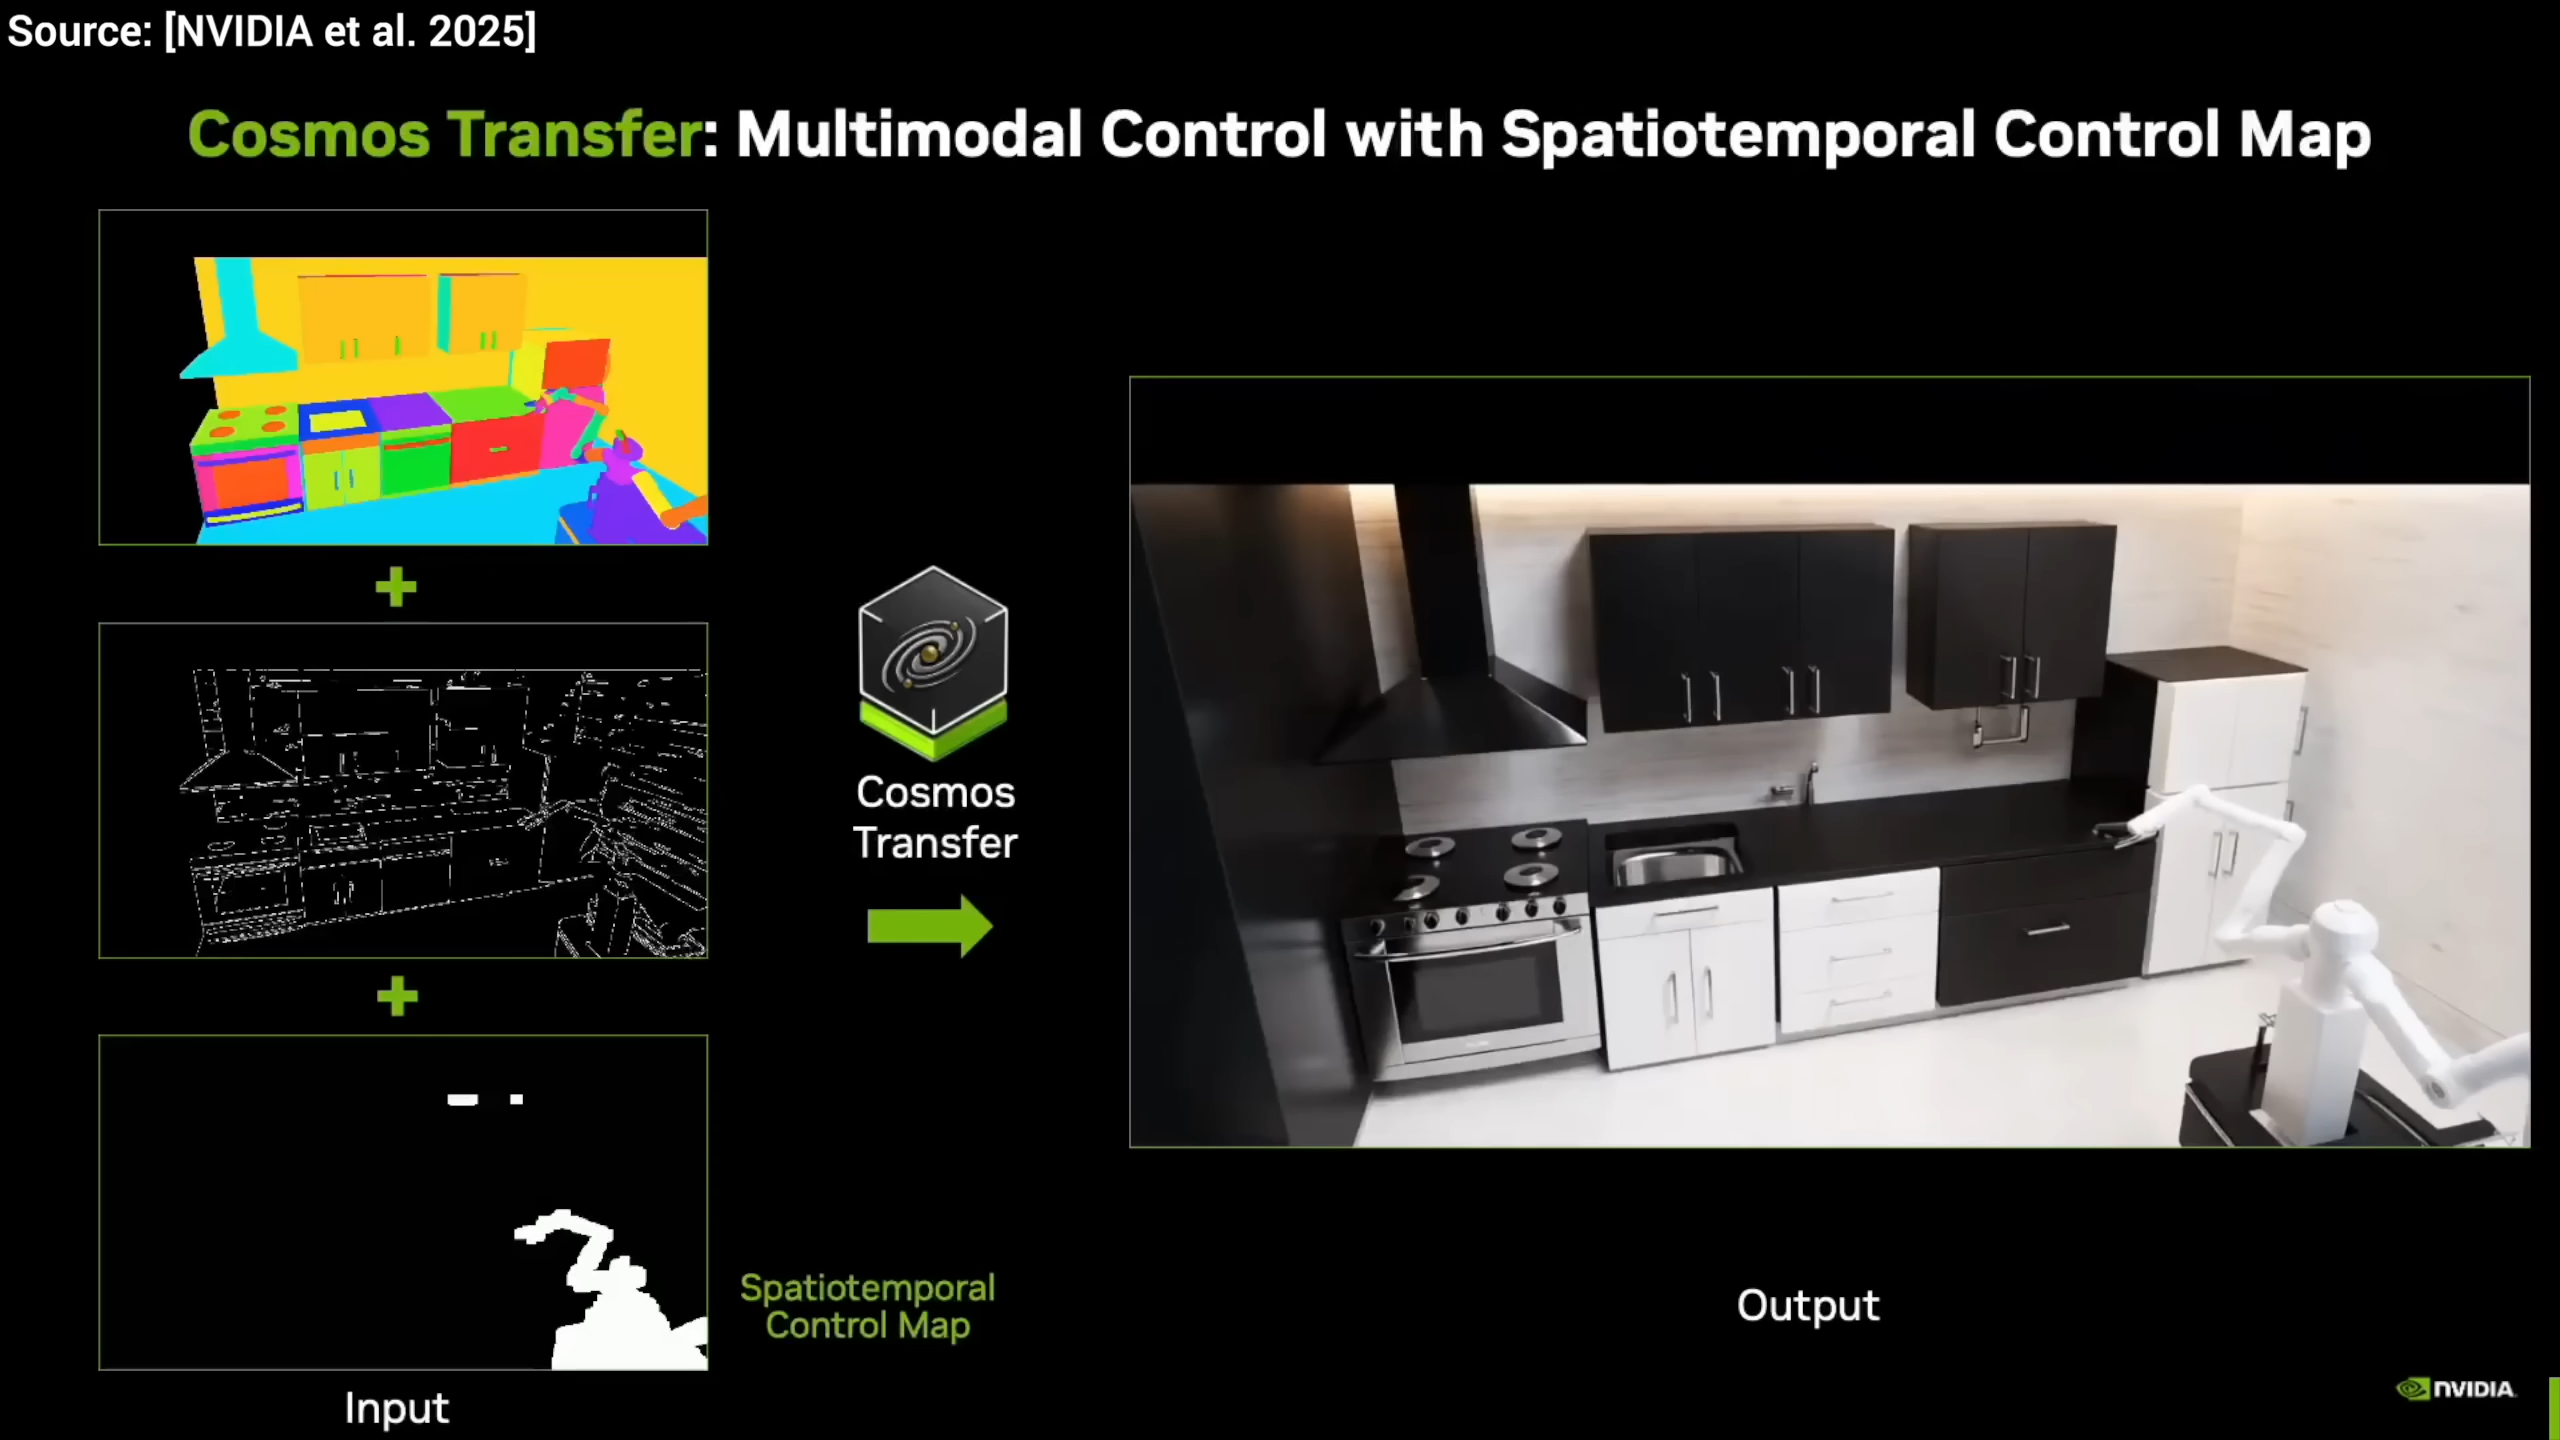 Source: [NVIDIA et al. 2025]
Cosmos Transfer: Multimodal Control with Spatiotemporal Control Map
Cosmos
Transfer
Spatiotemporal
Control Map
Input
Output
NVIDIA